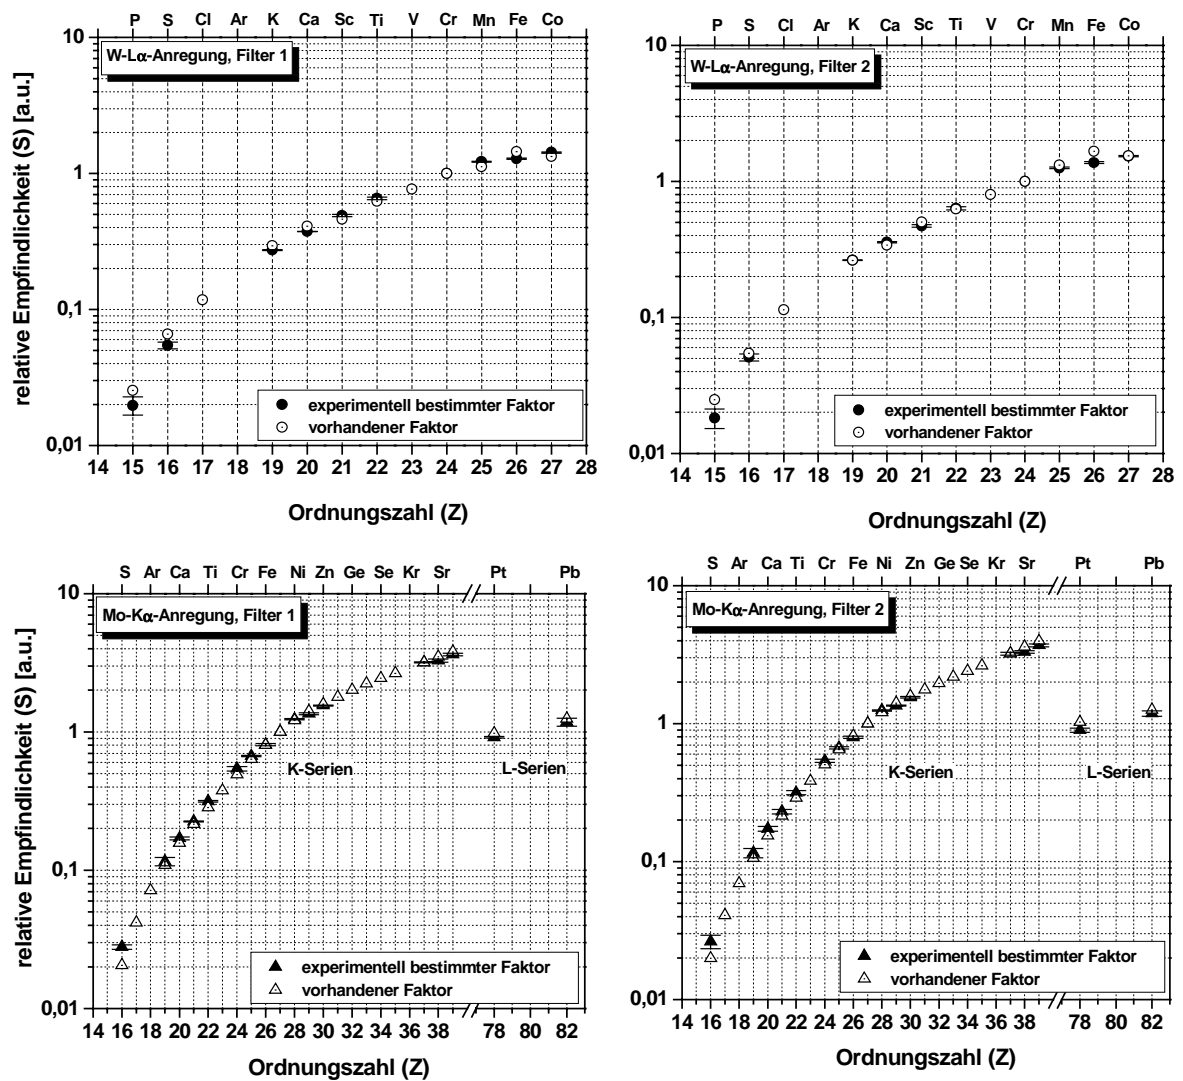 P S Cl Ar K Ca Sc Ti V Cr Mn Fe Co
10
W-Lα-Anregung, Filter 1
1
0,1
0,01
relative Empfindlichkeit (S) [a.u.]
experimentell bestimmter Faktor
vorhandener Faktor
14 15 16 17 18 19 20 21 22 23 24 25 26 27 28
Ordnungszahl (Z)
P S Cl Ar K Ca Sc Ti V Cr Mn Fe Co
10
W-Lα-Anregung, Filter 2
1
0,1
0,01
experimentell bestimmter Faktor
vorhandener Faktor
14 15 16 17 18 19 20 21 22 23 24 25 26 27 28
Ordnungszahl (Z)
S Ar Ca Ti Cr Fe Ni Zn Ge Se Kr Sr Pt Pb
10
Mo-Kα-Anregung, Filter 1
1
K-Serien L-Serien
0,1
0,01
relative Empfindlichkeit (S) [a.u.]
experimentell bestimmter Faktor
vorhandener Faktor
14 16 18 20 22 24 26 28 30 32 34 36 38 78 82
Ordnungszahl (Z)
S Ar Ca Ti Cr Fe Ni Zn Ge Se Kr Sr Pt Pb
10
Mo-Kα-Anregung, Filter 2
1
K-Serien L-Serien
0,1
0,01
experimentell bestimmter Faktor
vorhandener Faktor
14 16 18 20 22 24 26 28 30 32 34 36 38 78 82
Ordnungszahl (Z)